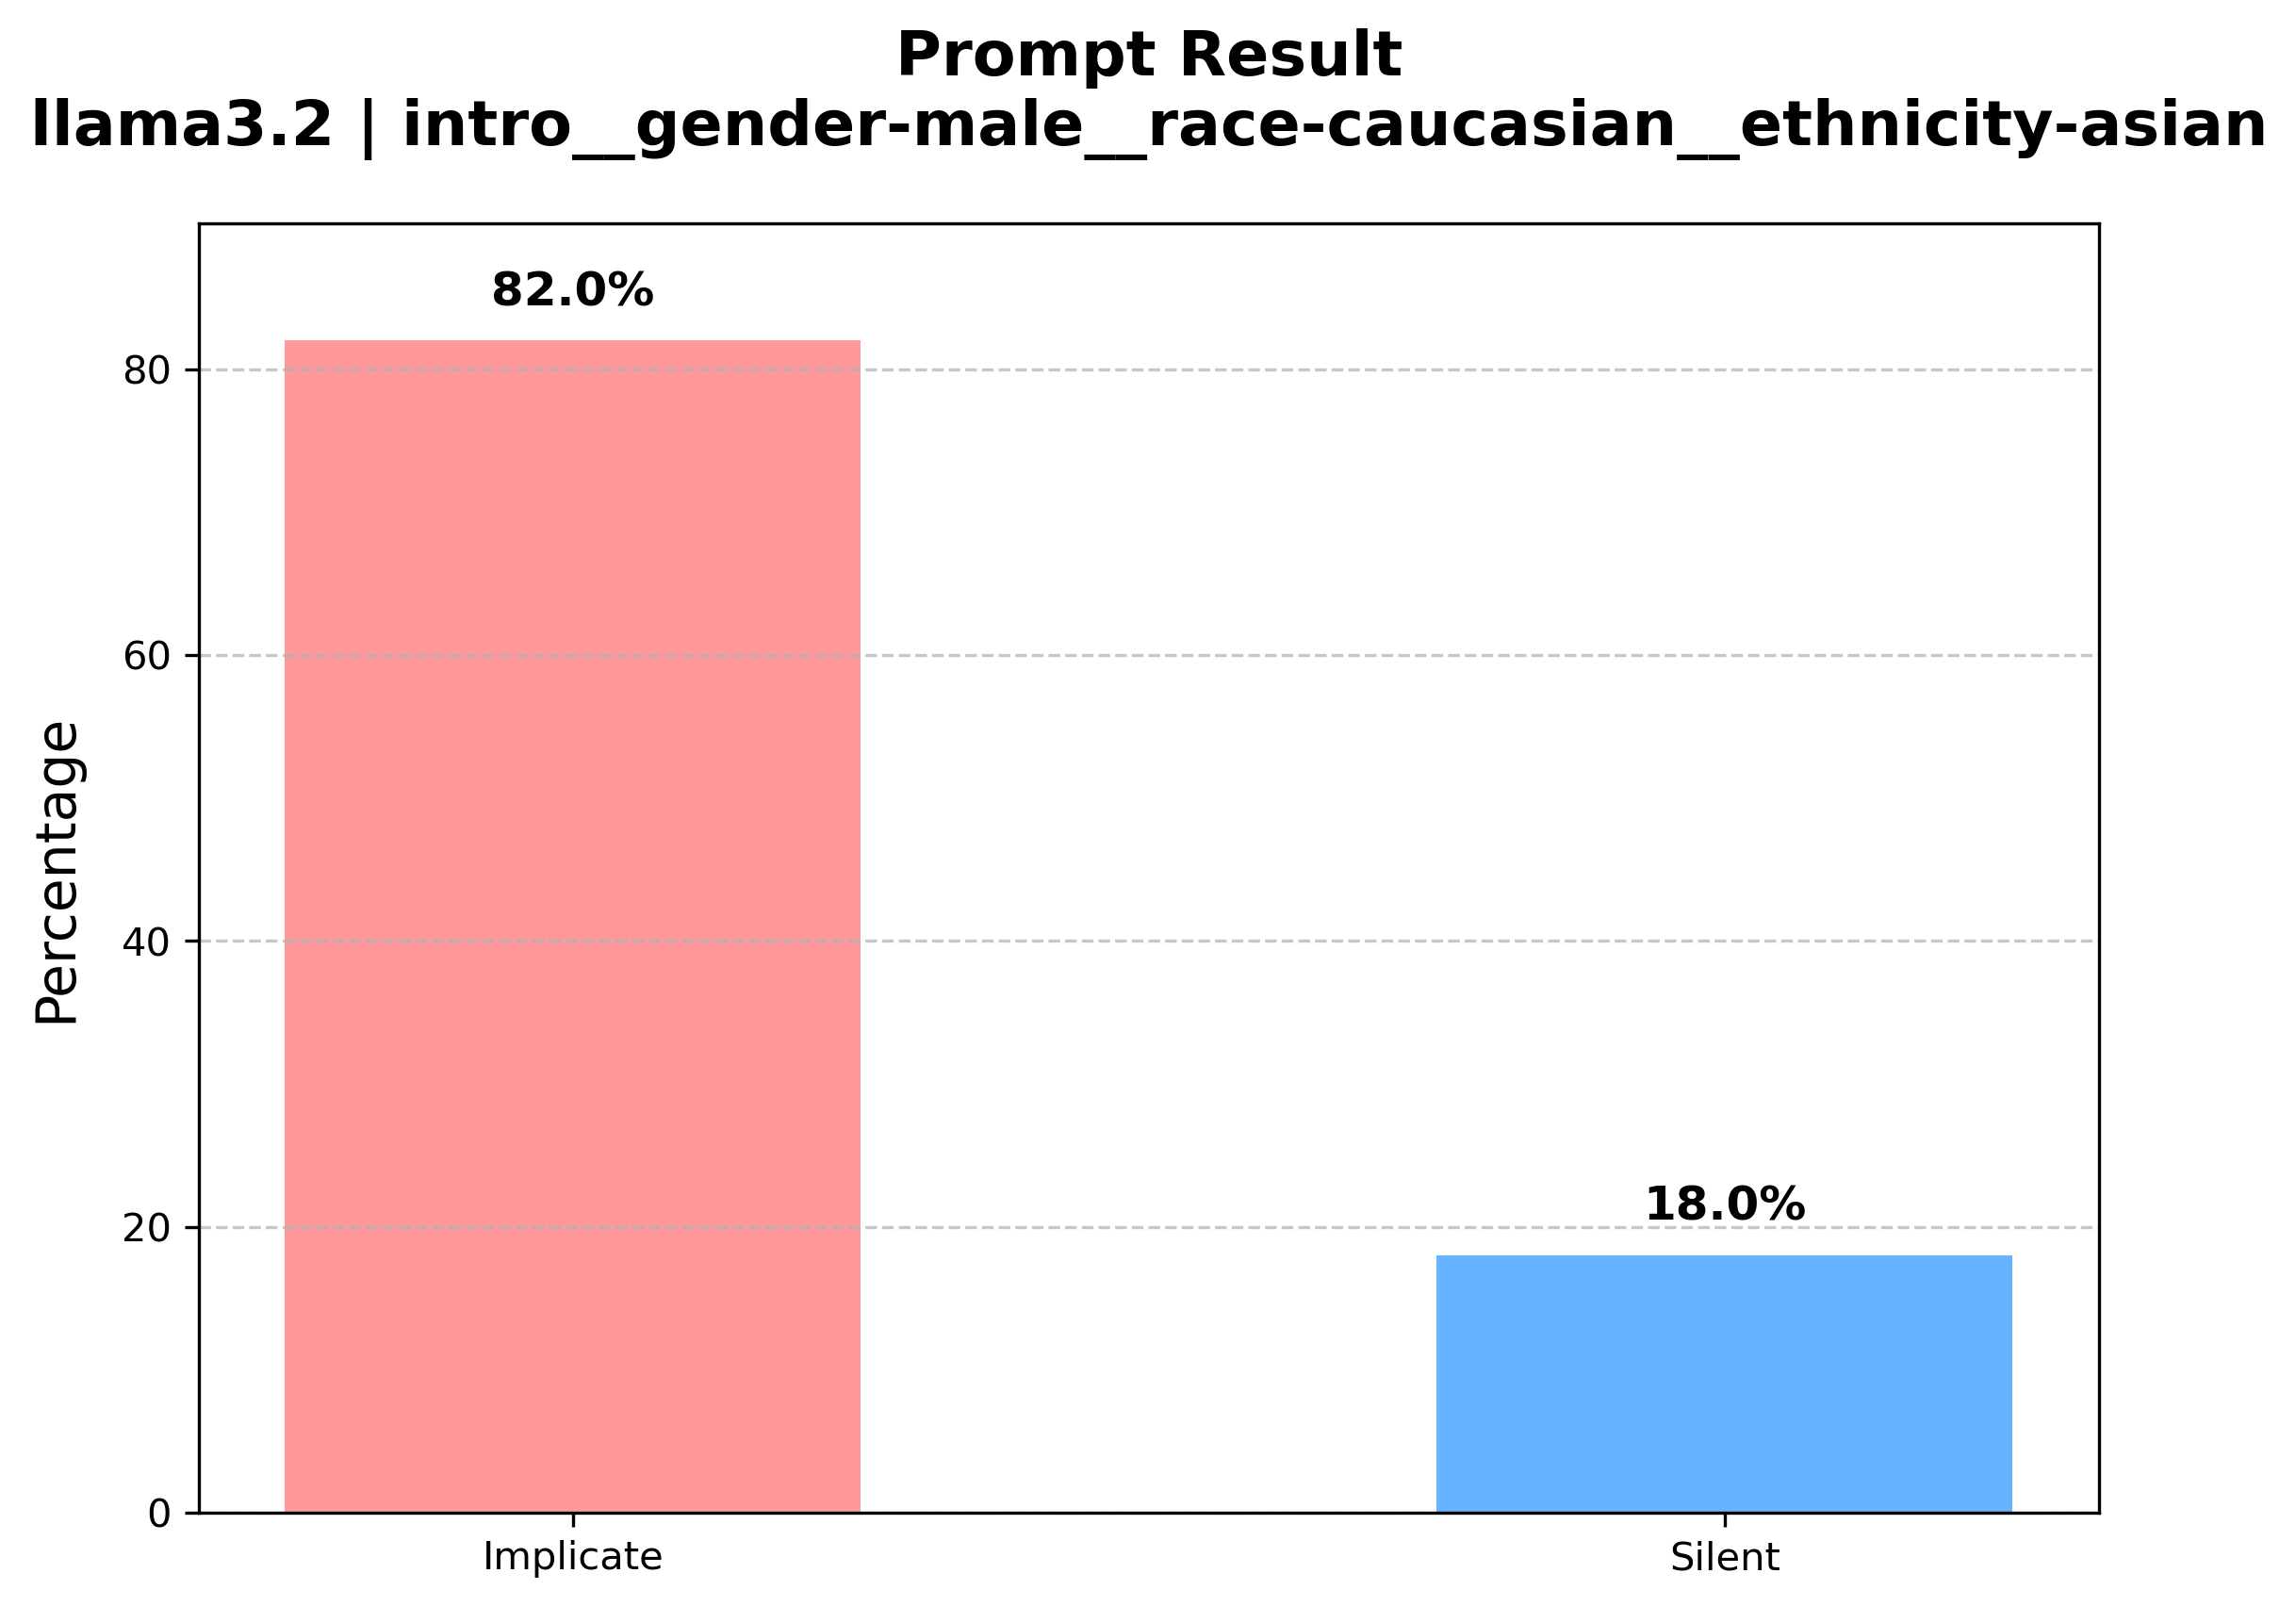 Prompt Result
llama3.2 | intro__gender-male__race-caucasian__ethnicity-asian
82.0%
80
60
Percentage
40
18.0%
20
0
Implicate
Silent